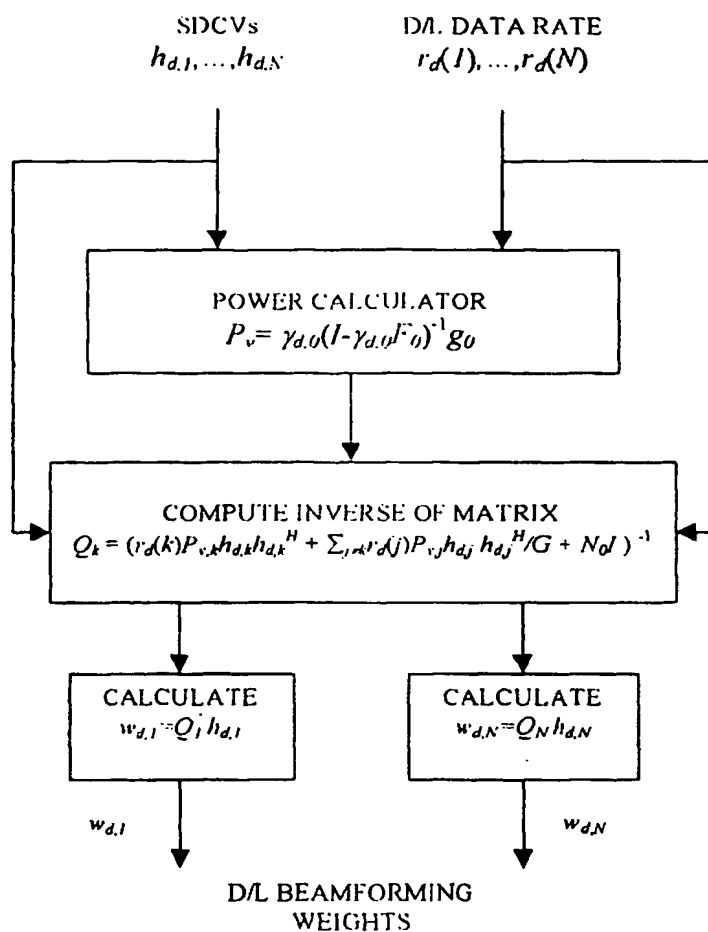 SDCVs
h_{d,1},...,h_{d,N}
D/L DATA RATE
r_d(1),...,r_d(N)
POWER CALCULATOR
P_v = γ_{d,0}(I-γ_{d,0}F_0)^{-1}g_0
COMPUTE INVERSE OF MATRIX
Q_k = (r_d(k)P_{v,k}h_{d,k}h_{d,k}^H + Σ_{j≠k}r_d(j)P_{v,j}h_{d,j} h_{d,j}^H/G + N_0I )^{-1}
CALCULATE
w_{d,1}=Q_1 h_{d,1}
CALCULATE
w_{d,N}=Q_N h_{d,N}
w_{d,1}
w_{d,N}
D/L BEAMFORMING
WEIGHTS